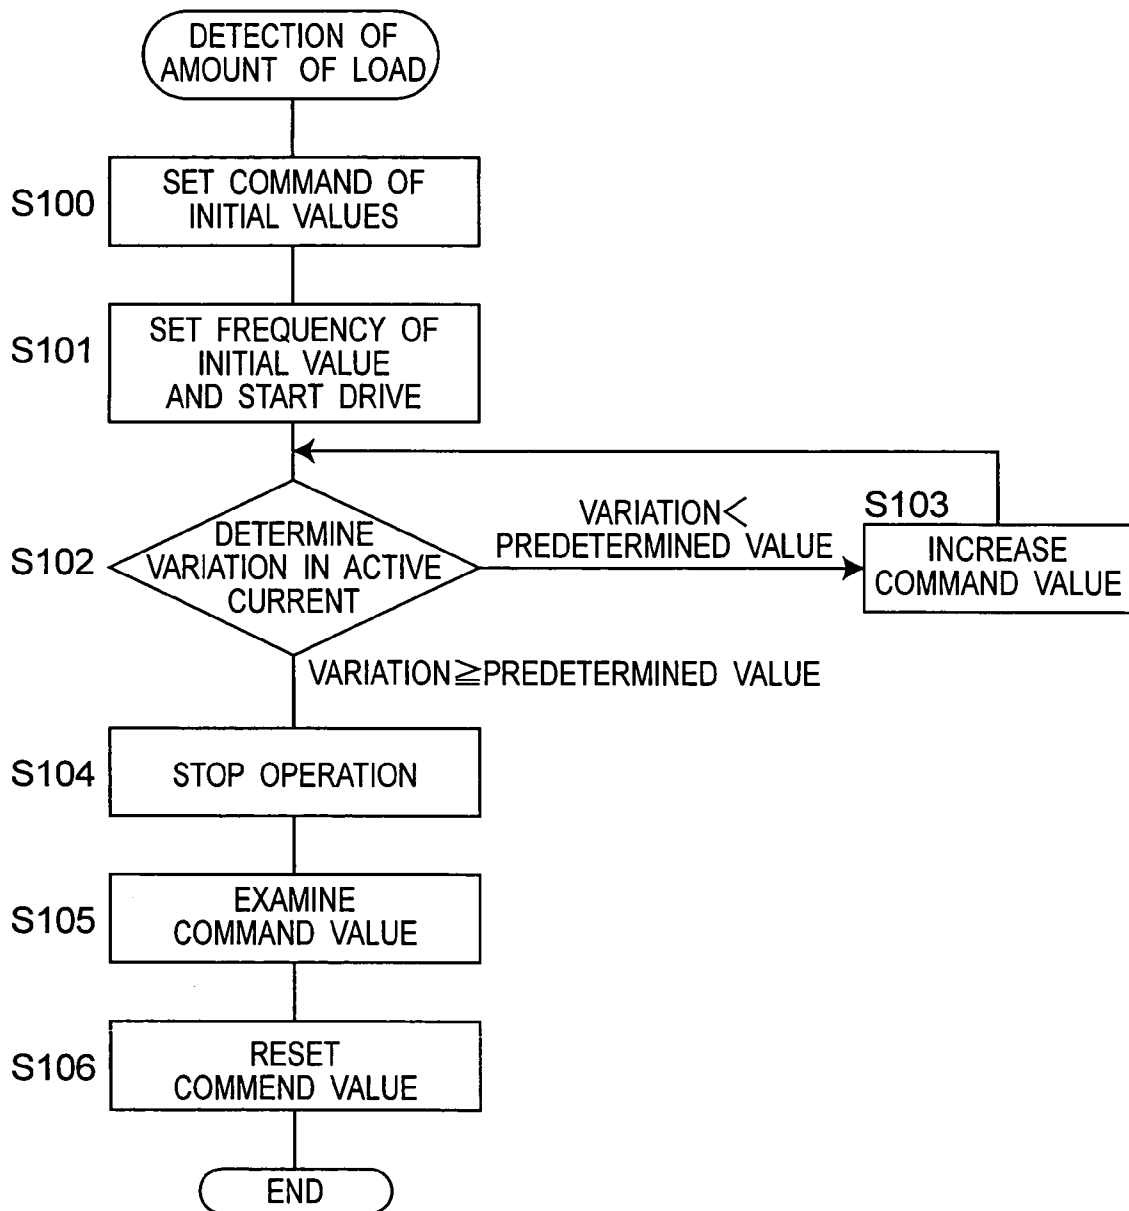 DETECTION OF
AMOUNT OF LOAD
S100
SET COMMAND OF
INITIAL VALUES
S101
SET FREQUENCY OF
INITIAL VALUE
AND START DRIVE
S102
DETERMINE
VARIATION IN ACTIVE
CURRENT
VARIATION<
PREDETERMINED VALUE
S103
INCREASE
COMMAND VALUE
VARIATION≧PREDETERMINED VALUE
S104
STOP OPERATION
S105
EXAMINE
COMMAND VALUE
S106
RESET
COMMEND VALUE
END